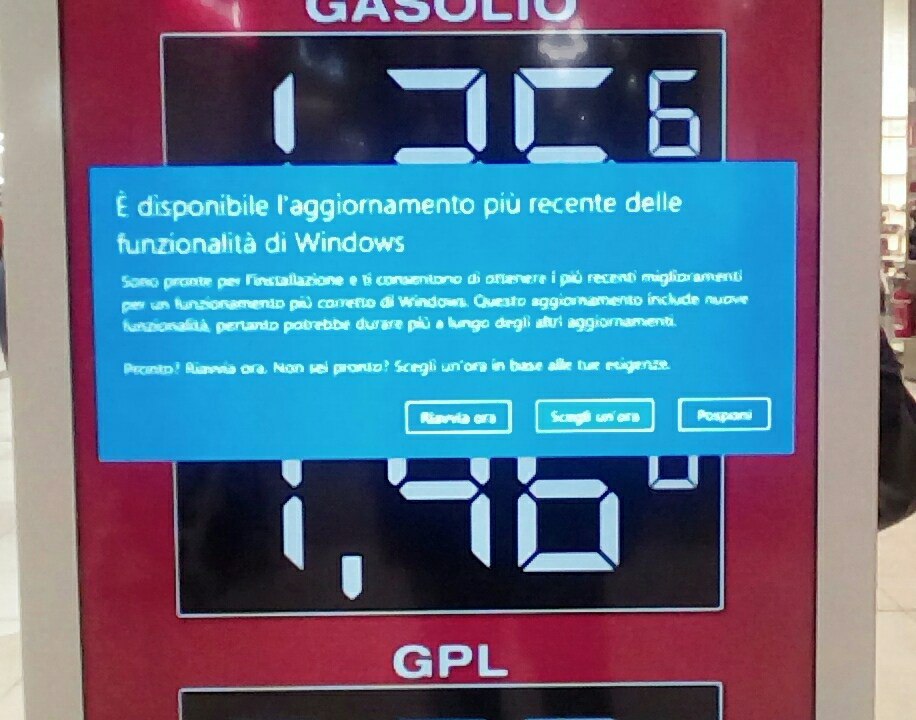 GASOLIO
6
È disponibile l'aggiornamento più recente delle
funzionalità di Windows
Sono pronte per l'installazione e ti consentono di ottenere i più recenti miglioramenti
per un funzionamento più corretto di Windows. Questo aggiornamento include nuove
funzionalità, pertanto potrebbe durare più a lungo degli altri aggiornamenti.
Pronto? Riavvia ora. Non sei pronto? Scegli un'ora in base alle tue esigenze.
Riavvia ora Scegli un'ora Posponi
1,46
GPL